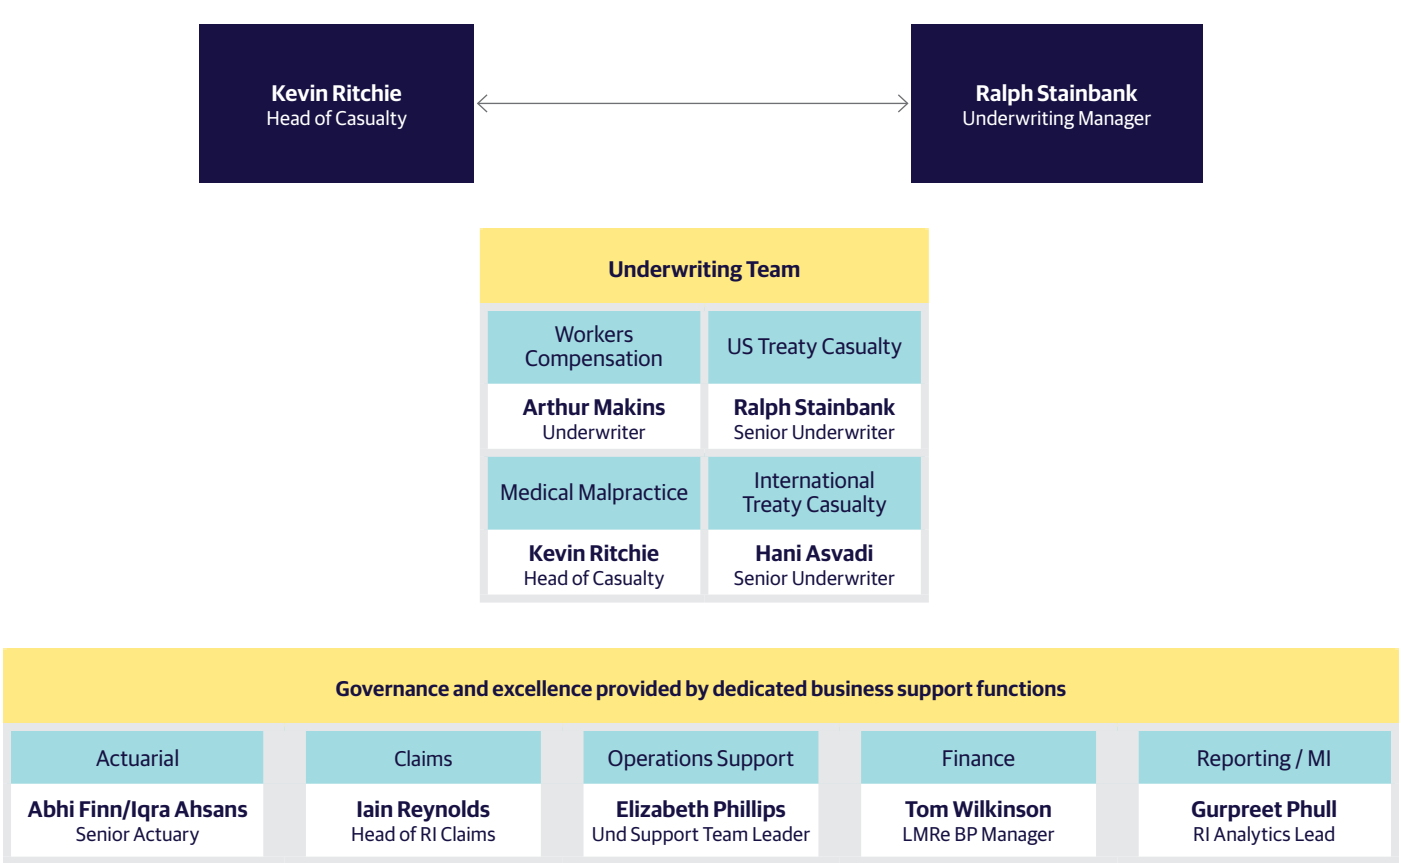 Kevin Ritchie
Head of Casualty
Ralph Stainbank
Underwriting Manager
Underwriting Team
Workers
Compensation
US Treaty Casualty
Arthur Makins
Underwriter
Ralph Stainbank
Senior Underwriter
Medical Malpractice
International
Treaty Casualty
Kevin Ritchie
Head of Casualty
Hani Asvadi
Senior Underwriter
Governance and excellence provided by dedicated business support functions
Actuarial
Claims
Operations Support
Finance
Reporting / MI
Abhi Finn/Iqra Ahsans
Senior Actuary
Iain Reynolds
Head of RI Claims
Elizabeth Phillips
Und Support Team Leader
Tom Wilkinson
LMRe BP Manager
Gurpreet Phull
RI Analytics Lead